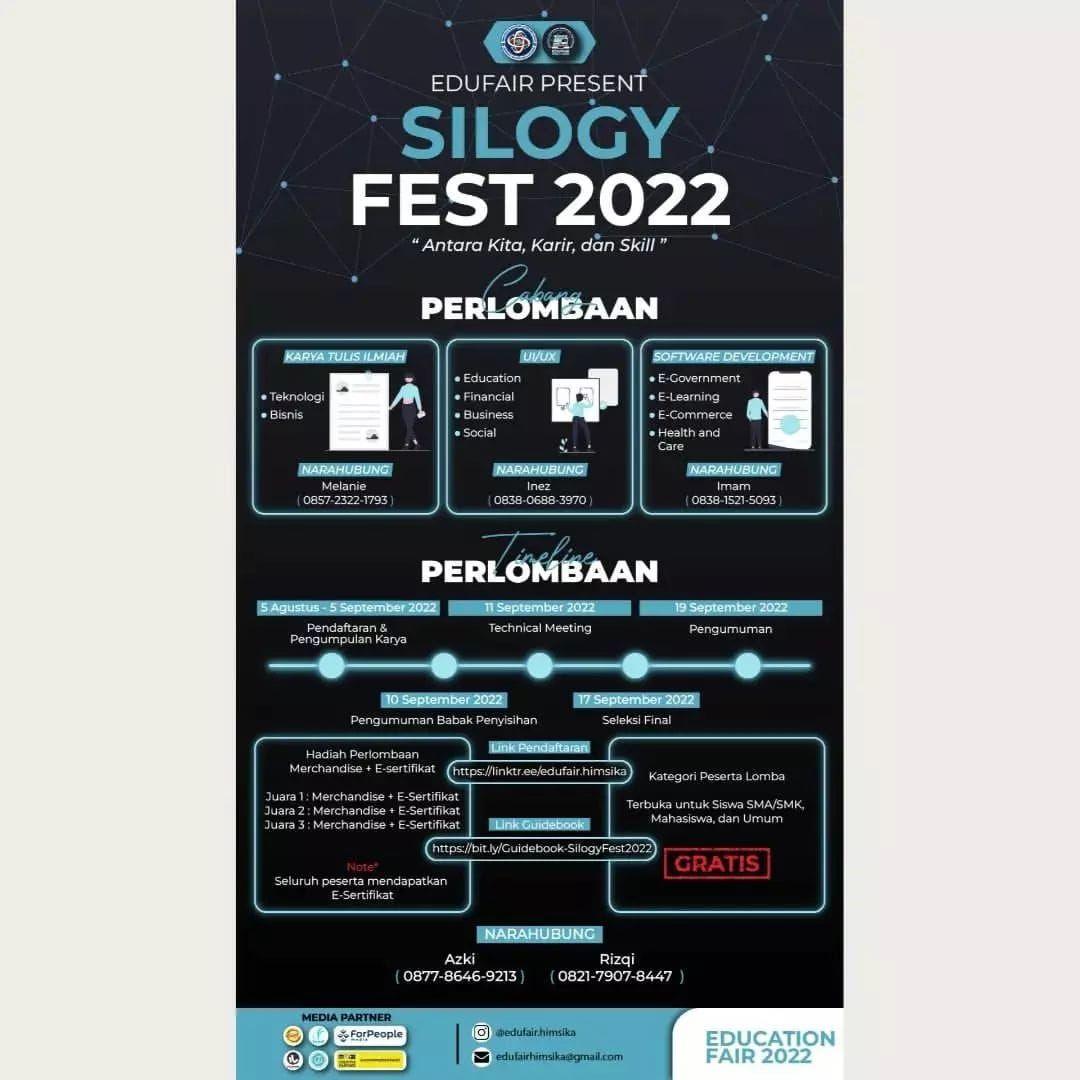 EDUFAIR PRESENT
SILOGY
FEST 2022
“ Antara Kita, Karir, dan Skill ”
Cabang
PERLOMBAAN
KARYA TULIS ILMIAH
• Teknologi
• Bisnis
NARAHUBUNG
Melanie
( 0857-2322-1793 )
UI/UX
• Education
• Financial
• Business
• Social
NARAHUBUNG
Inez
( 0838-0688-3970 )
SOFTWARE DEVELOPMENT
• E-Government
• E-Learning
• E-Commerce
• Health and
Care
NARAHUBUNG
Imam
( 0838-1521-5093 )
Timeline
PERLOMBAAN
5 Agustus - 5 September 2022
Pendaftaran &
Pengumpulan Karya
11 September 2022
Technical Meeting
19 September 2022
Pengumuman
10 September 2022
Pengumuman Babak Penyisihan
17 September 2022
Seleksi Final
Hadiah Perlombaan
Merchandise + E-sertifikat
Juara 1 : Merchandise + E-Sertifikat
Juara 2 : Merchandise + E-Sertifikat
Juara 3 : Merchandise + E-Sertifikat
Note*
Seluruh peserta mendapatkan
E-Sertifikat
Link Pendaftaran
https://linktr.ee/edufair.himsika
Link Guidebook
https://bit.ly/Guidebook-SilogyFest2022
Kategori Peserta Lomba
Terbuka untuk Siswa SMA/SMK,
Mahasiswa, dan Umum
GRATIS
NARAHUBUNG
Azki
( 0877-8646-9213 )
Rizqi
( 0821-7907-8447 )
MEDIA PARTNER
ForPeople
@edufair.himsika
edufairhimsika@gmail.com
EDUCATION
FAIR 2022